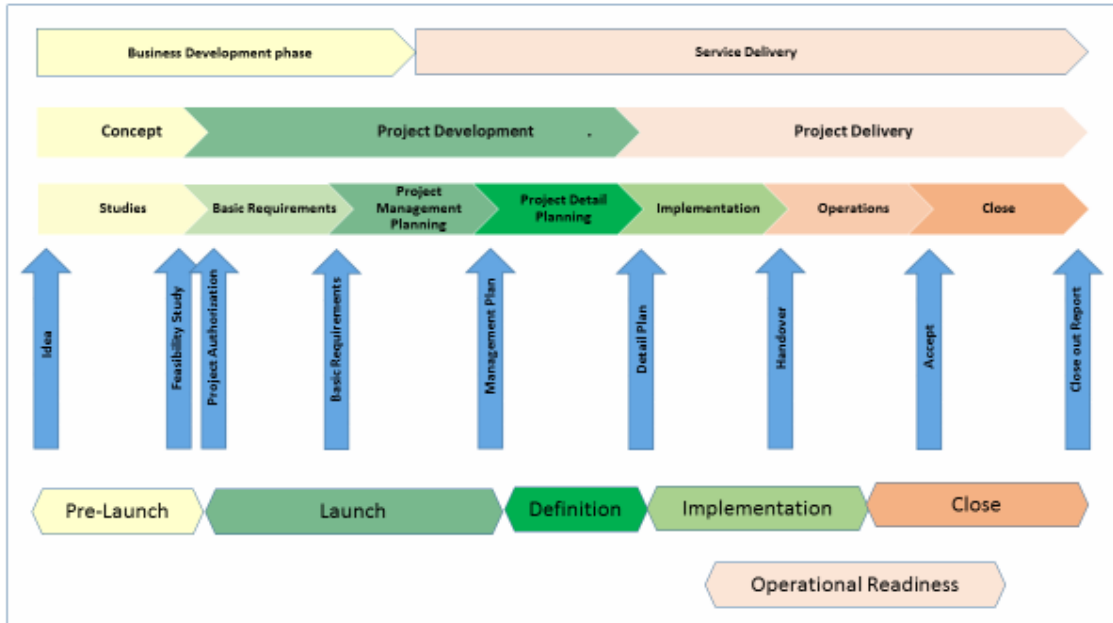 Business Development phase
Service Delivery
Concept
Project Development
Project Delivery
Studies
Basic Requirements
Project
Management
Planning
Project Detail
Planning
Implementation
Operations
Close
Idea
Feasibility Study
Project Authorization
Basic Requirements
Management Plan
Detail Plan
Handover
Accept
Close out Report
Pre-Launch
Launch
Definition
Implementation
Close
Operational Readiness